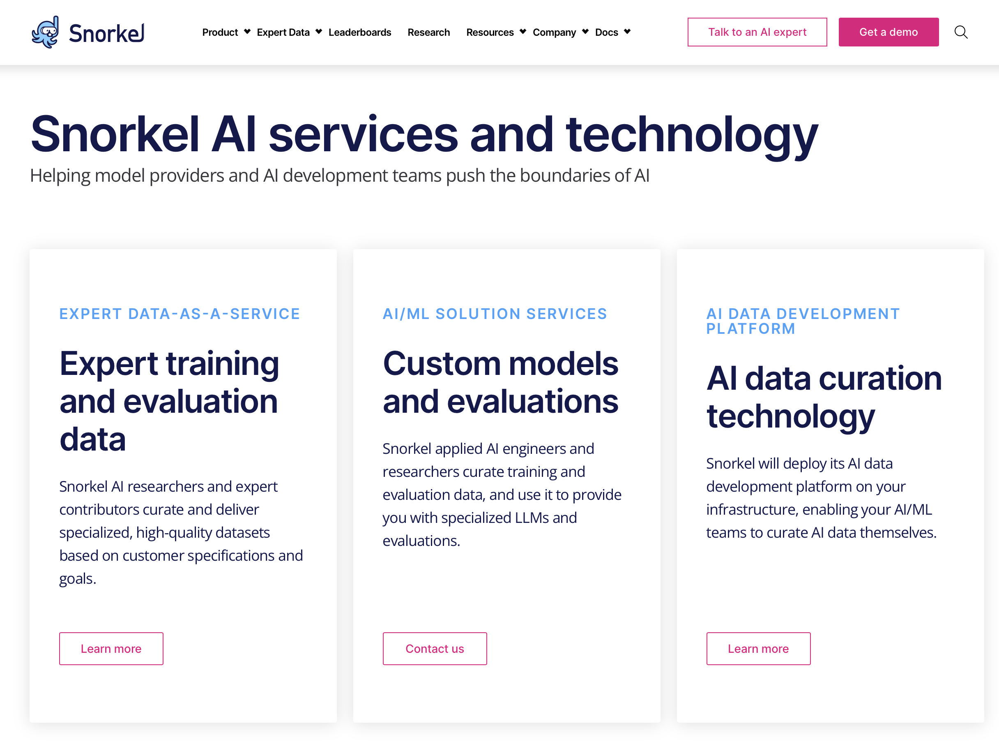 Snorkel
Product Expert Data Leaderboards Research Resources Company Docs
Talk to an AI expert
Get a demo
Snorkel AI services and technology
Helping model providers and AI development teams push the boundaries of AI
EXPERT DATA-AS-A-SERVICE
Expert training
and evaluation
data
Snorkel AI researchers and expert
contributors curate and deliver
specialized, high-quality datasets
based on customer specifications and
goals.
Learn more
AI/ML SOLUTION SERVICES
Custom models
and evaluations
Snorkel applied AI engineers and
researchers curate training and
evaluation data, and use it to provide
you with specialized LLMs and
evaluations.
Contact us
AI DATA DEVELOPMENT
PLATFORM
AI data curation
technology
Snorkel will deploy its AI data
development platform on your
infrastructure, enabling your AI/ML
teams to curate AI data themselves.
Learn more